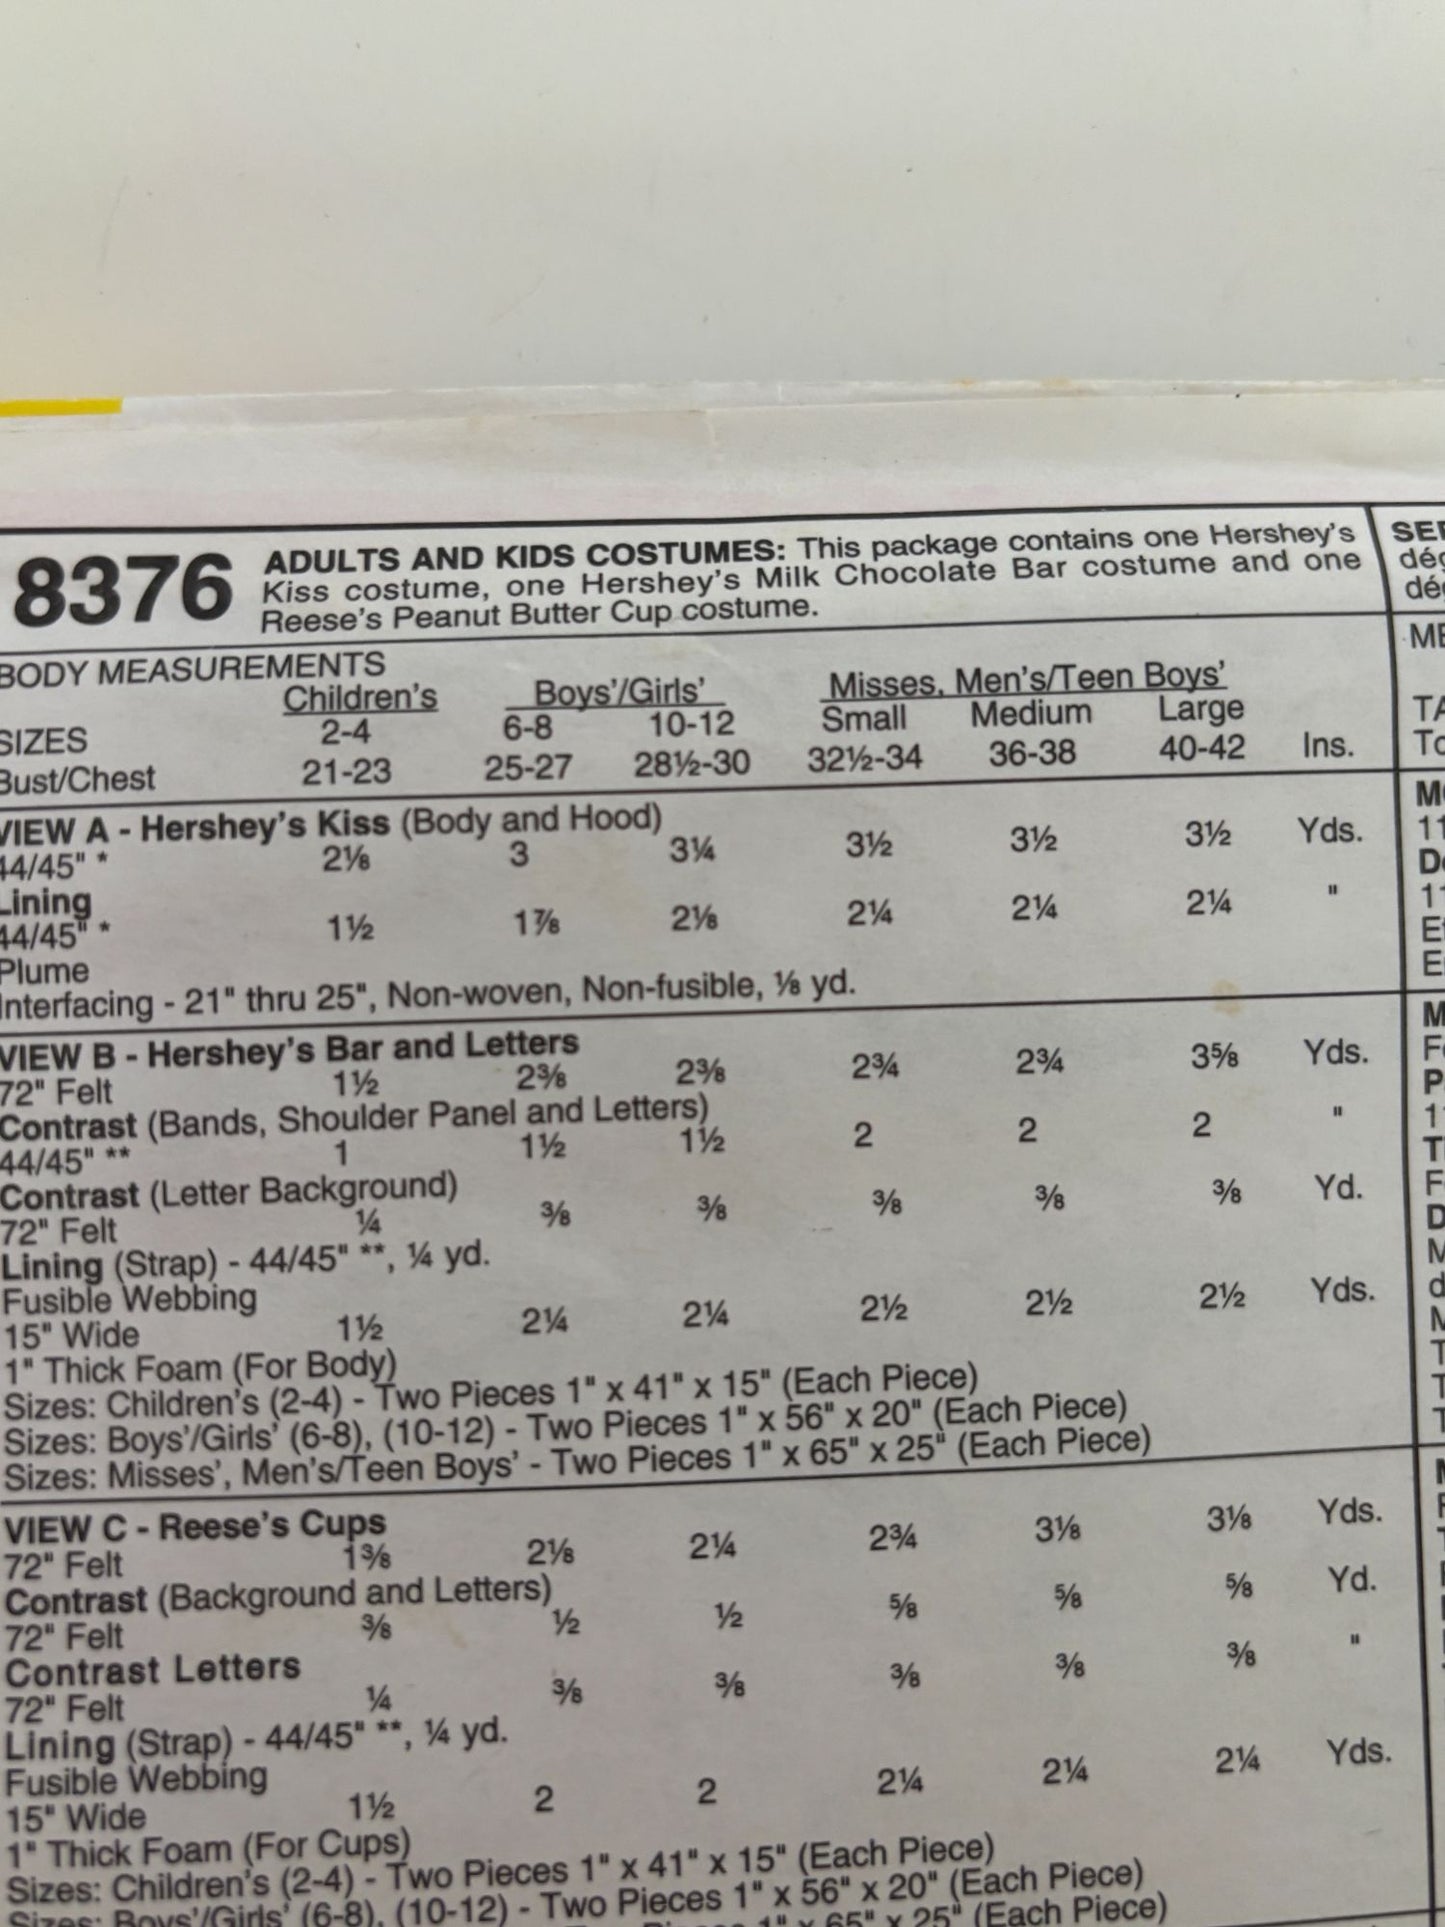 8376 ADULTS AND KIDS COSTUMES: This package contains one Hershey's
Kiss costume, one Hershey's Milk Chocolate Bar costume and one
Reese's Peanut Butter Cup costume.
BODY MEASUREMENTS
Children's Boys'/Girls' Misses, Men's/Teen Boys'
SIZES 2-4 6-8 10-12 Small Medium Large
Bust/Chest 21-23 25-27 28½-30 32½-34 36-38 40-42 Ins.
VIEW A - Hershey's Kiss (Body and Hood)
44/45" * 2⅛ 3 3¼ 3½ 3½ 3½ Yds.
Lining
44/45" * 1½ 1⅞ 2⅛ 2¼ 2¼ 2¼ "
Plume
Interfacing - 21" thru 25", Non-woven, Non-fusible, ⅛ yd.
VIEW B - Hershey's Bar and Letters
72" Felt 1½ 2⅜ 2⅜ 2¾ 2¾ 3⅝ Yds.
Contrast (Bands, Shoulder Panel and Letters)
44/45" ** 1 1½ 1½ 2 2 2 "
Contrast (Letter Background)
72" Felt ¼ ⅜ ⅜ ⅜ ⅜ ⅜ Yd.
Lining (Strap) - 44/45" **, ¼ yd.
Fusible Webbing
15" Wide 1½ 2¼ 2¼ 2½ 2½ 2½ Yds.
1" Thick Foam (For Body)
Sizes: Children's (2-4) - Two Pieces 1" x 41" x 15" (Each Piece)
Sizes: Boys'/Girls' (6-8), (10-12) - Two Pieces 1" x 56" x 20" (Each Piece)
Sizes: Misses', Men's/Teen Boys' - Two Pieces 1" x 65" x 25" (Each Piece)
VIEW C - Reese's Cups
72" Felt 1⅜ 2⅛ 2¼ 2¾ 3⅛ 3⅛ Yds.
Contrast (Background and Letters)
72" Felt ⅜ ½ ½ ⅝ ⅝ ⅝ Yd.
Contrast Letters
72" Felt ¼ ⅜ ⅜ ⅜ ⅜ ⅜ "
Lining (Strap) - 44/45" **, ¼ yd.
Fusible Webbing
15" Wide 1½ 2 2 2¼ 2¼ 2¼ Yds.
1" Thick Foam (For Cups)
Sizes: Children's (2-4) - Two Pieces 1" x 41" x 15" (Each Piece)
Sizes: Boys'/Girls' (6-8), (10-12) - Two Pieces 1" x 56" x 20" (Each Piece)
1" x 65" x 25" (Each Piece)